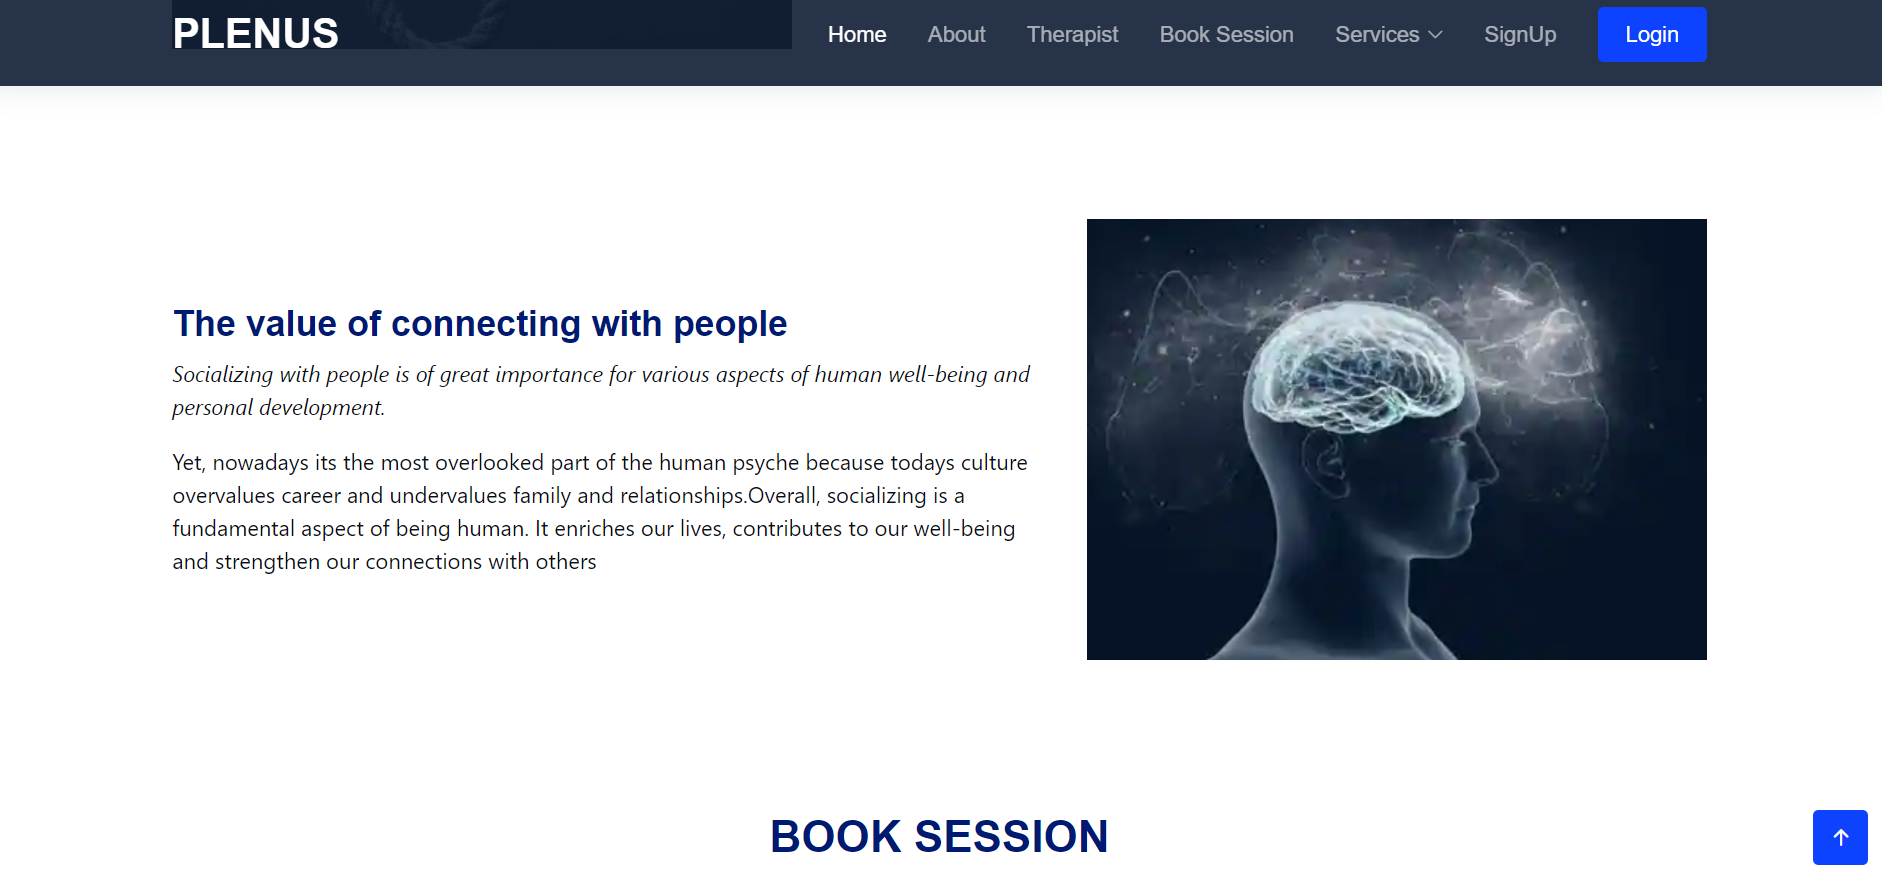 PLENUS
Home About Therapist Book Session Services SignUp Login
The value of connecting with people
Socializing with people is of great importance for various aspects of human well-being and
personal development.
Yet, nowadays its the most overlooked part of the human psyche because todays culture
overvalues career and undervalues family and relationships.Overall, socializing is a
fundamental aspect of being human. It enriches our lives, contributes to our well-being
and strengthen our connections with others
BOOK SESSION